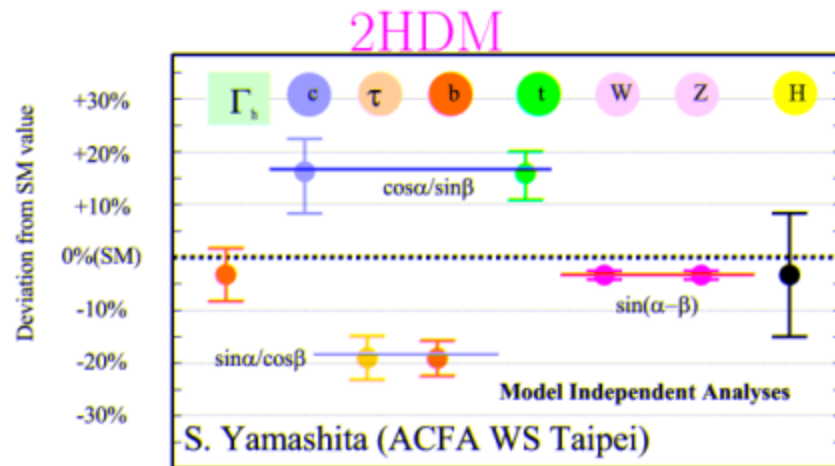 2HDM
Γh c τ b t W Z H
Deviation from SM value
+30%
+20%
+10%
0%(SM)
-10%
-20%
-30%
cosα/sinβ
sin(α−β)
sinα/cosβ
Model Independent Analyses
S. Yamashita (ACFA WS Taipei)